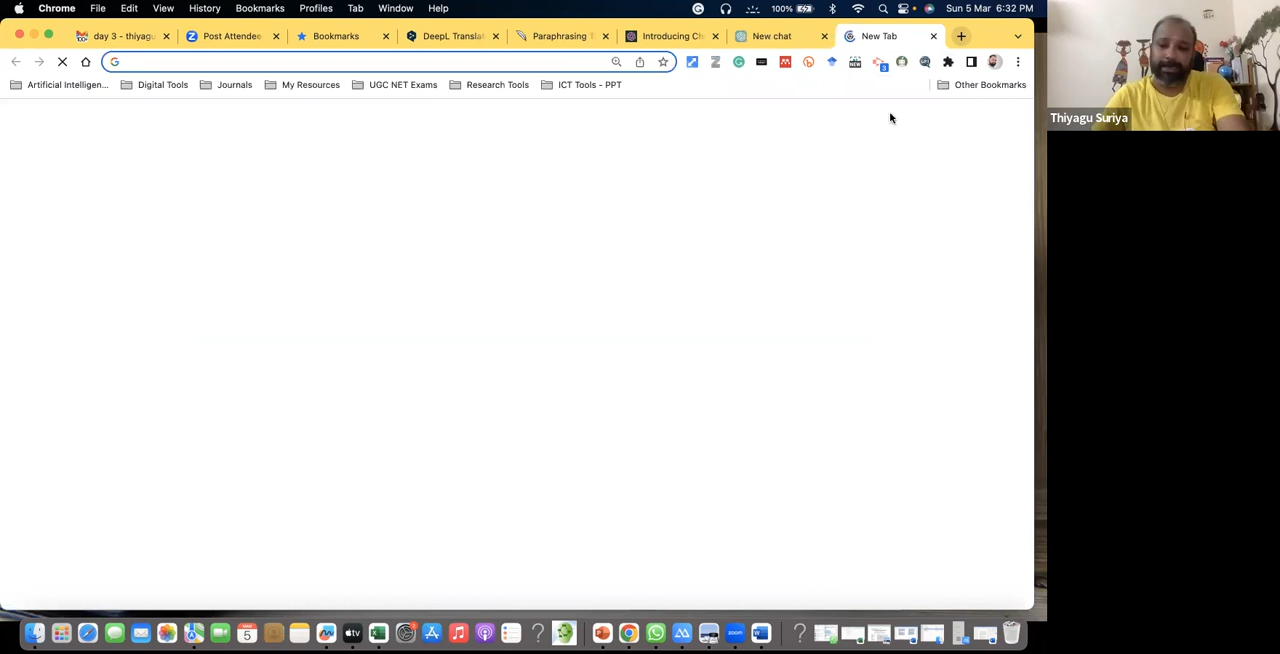 Chrome File Edit View History Bookmarks Profiles Tab Window Help 100% Sun 5 Mar 6:32 PM
day 3 - thiyagu Post Attendee Bookmarks DeepL Translat Paraphrasing T Introducing Ch New chat New Tab
Artificial Intelligen... Digital Tools Journals My Resources UGC NET Exams Research Tools ICT Tools - PPT Other Bookmarks
Thiyagu Suriya